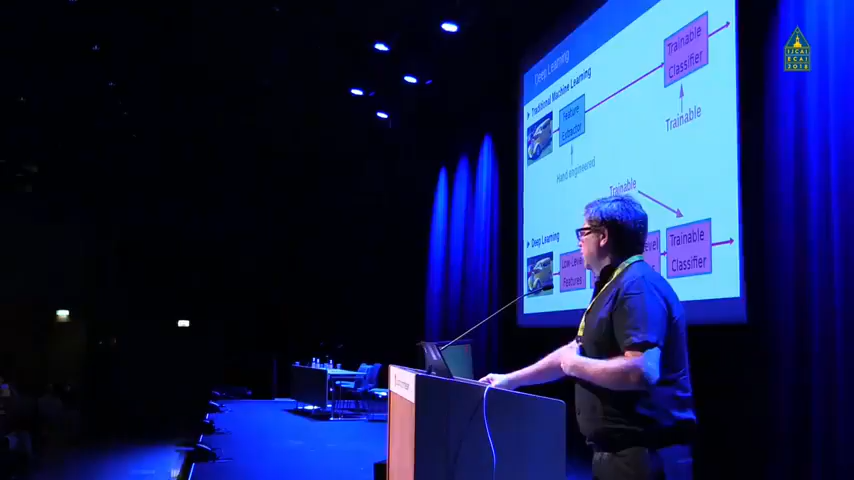 IJCAI
ECAI
2018
Deep Learning
Traditional Machine Learning
Feature
Extractor
Trainable
Classifier
Hand engineered
Trainable
Trainable
Deep Learning
Low-Level
Features
Trainable
Classifier